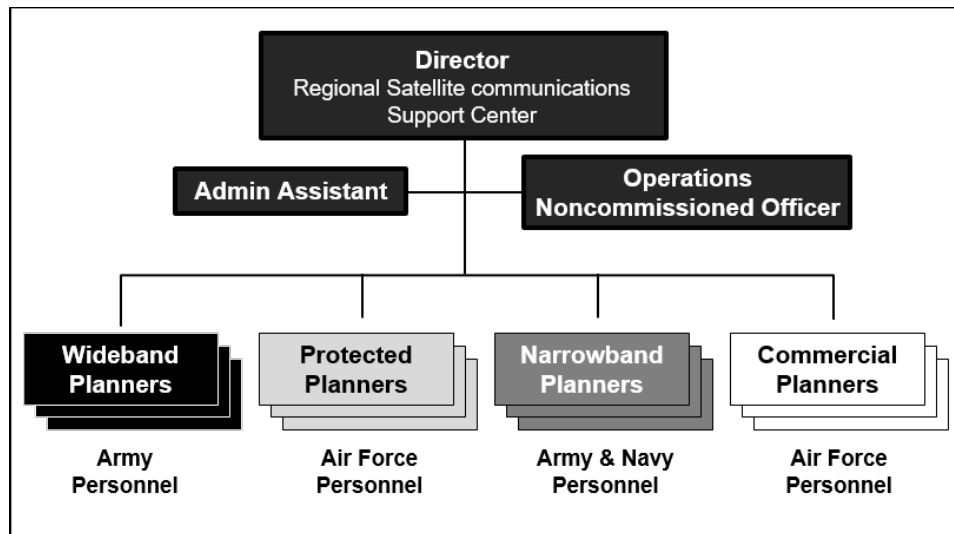 Director
Regional Satellite communications
Support Center
Admin Assistant
Operations
Noncommissioned Officer
Wideband
Planners
Protected
Planners
Narrowband
Planners
Commercial
Planners
Army
Personnel
Air Force
Personnel
Army & Navy
Personnel
Air Force
Personnel